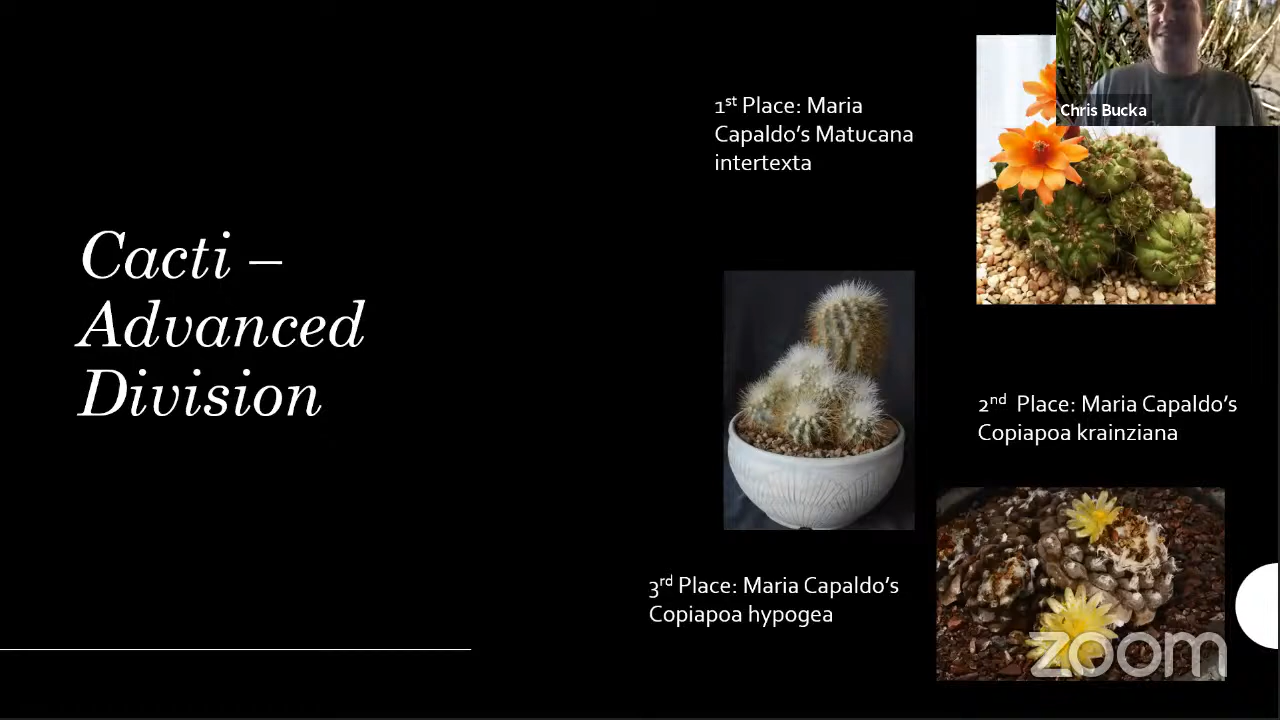 Cacti –
Advanced
Division
1st Place: Maria
Capaldo's Matucana
intertexta
Chris Bucka
2nd Place: Maria Capaldo's
Copiapoa krainziana
3rd Place: Maria Capaldo's
Copiapoa hypogea
zoom